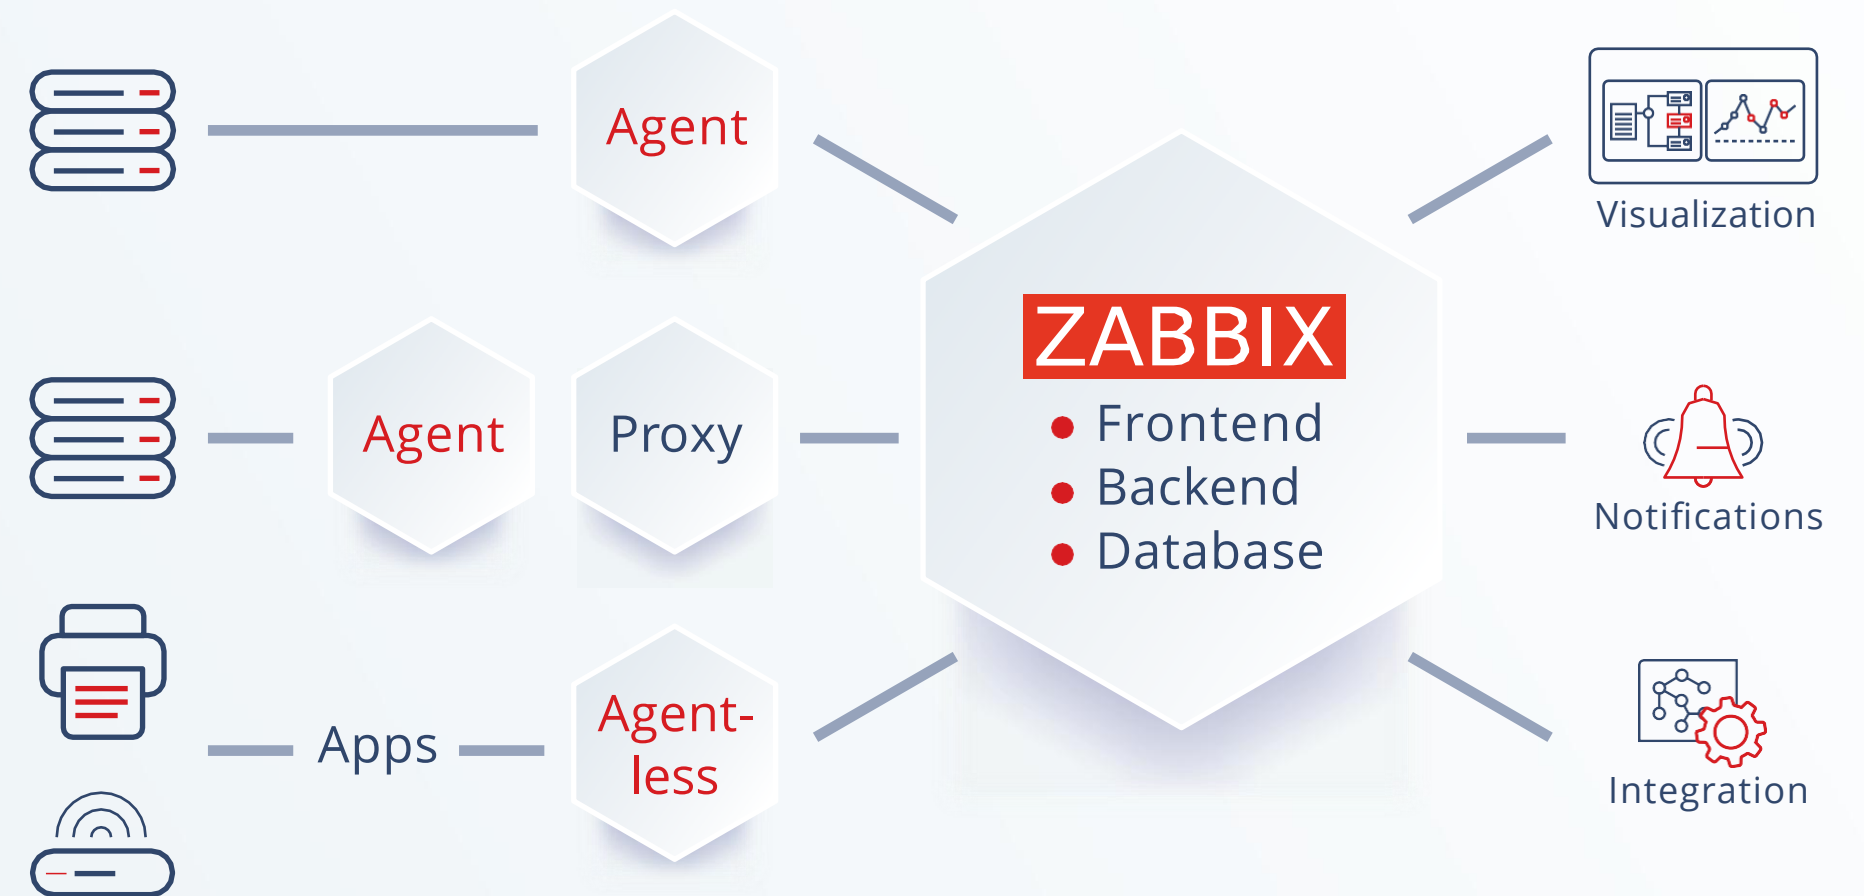 Agent
Agent
Proxy
Apps
Agent-
less
ZABBIX
Frontend
Backend
Database
Visualization
Notifications
Integration